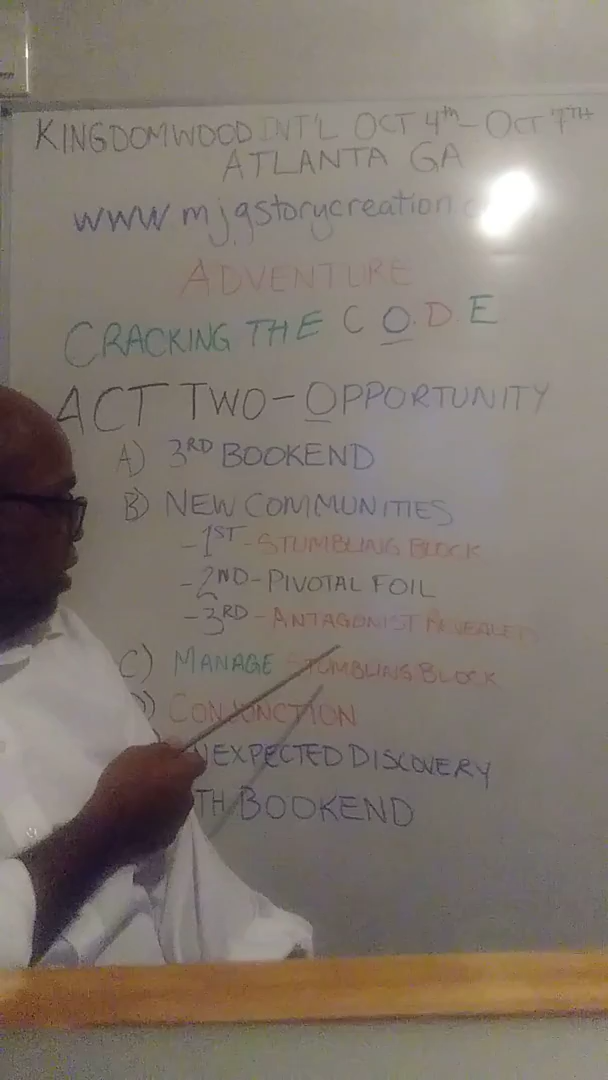 KINGDOMWOOD INT'L OCT 4TH - OCT 7TH
ATLANTA GA
www mjgstorycreation
ADVENTURE
CRACKING THE C.O.D.E
ACT TWO - OPPORTUNITY
A) 3RD BOOKEND
B) NEW COMMUNITIES
- 1ST - STUMBLING BLOCK
- 2ND - PIVOTAL FOIL
- 3RD - ANTAGONIST REVEALED
C) MANAGE STUMBLING BLOCK
D) CONJUNCTION
NEXPECTED DISCOVERY
TH BOOKEND